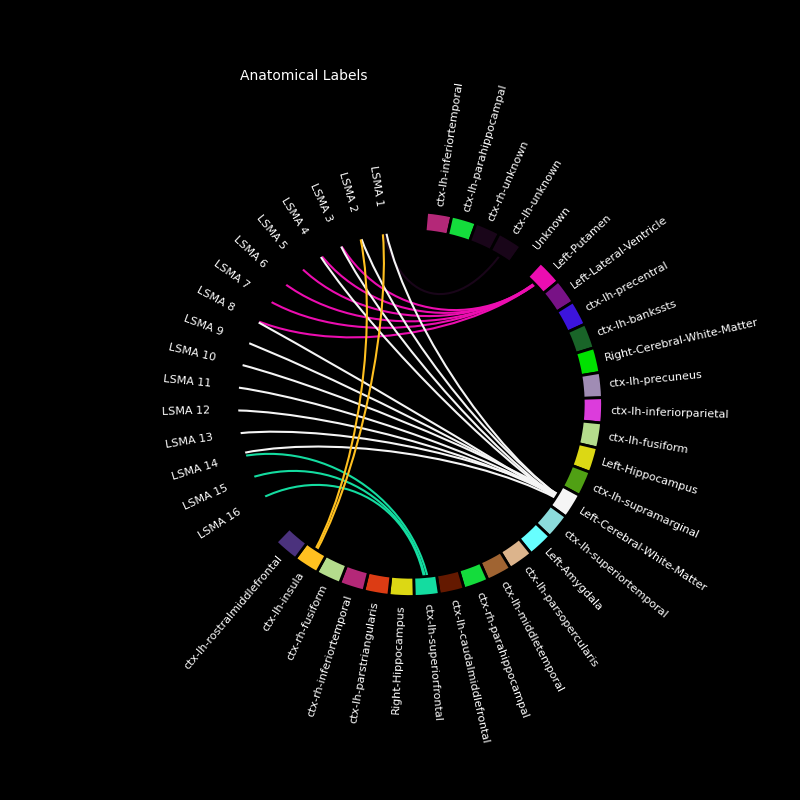 Anatomical Labels
ctx-lh-inferiortemporal
ctx-lh-parahippocampal
ctx-rh-unknown
ctx-lh-unknown
Unknown
Left-Putamen
Left-Lateral-Ventricle
ctx-lh-precentral
ctx-lh-bankssts
Right-Cerebral-White-Matter
ctx-lh-precuneus
ctx-lh-inferiorparietal
ctx-lh-fusiform
Left-Hippocampus
ctx-lh-supramarginal
Left-Cerebral-White-Matter
ctx-lh-superiortemporal
Left-Amygdala
ctx-lh-parsopercularis
ctx-lh-middletemporal
ctx-rh-parahippocampal
ctx-lh-caudalmiddlefrontal
ctx-lh-superiorfrontal
Right-Hippocampus
ctx-lh-parstriangularis
ctx-rh-inferiortemporal
ctx-rh-fusiform
ctx-lh-insula
ctx-lh-rostralmiddlefrontal
LSMA 16
LSMA 15
LSMA 14
LSMA 13
LSMA 12
LSMA 11
LSMA 10
LSMA 9
LSMA 8
LSMA 7
LSMA 6
LSMA 5
LSMA 4
LSMA 3
LSMA 2
LSMA 1